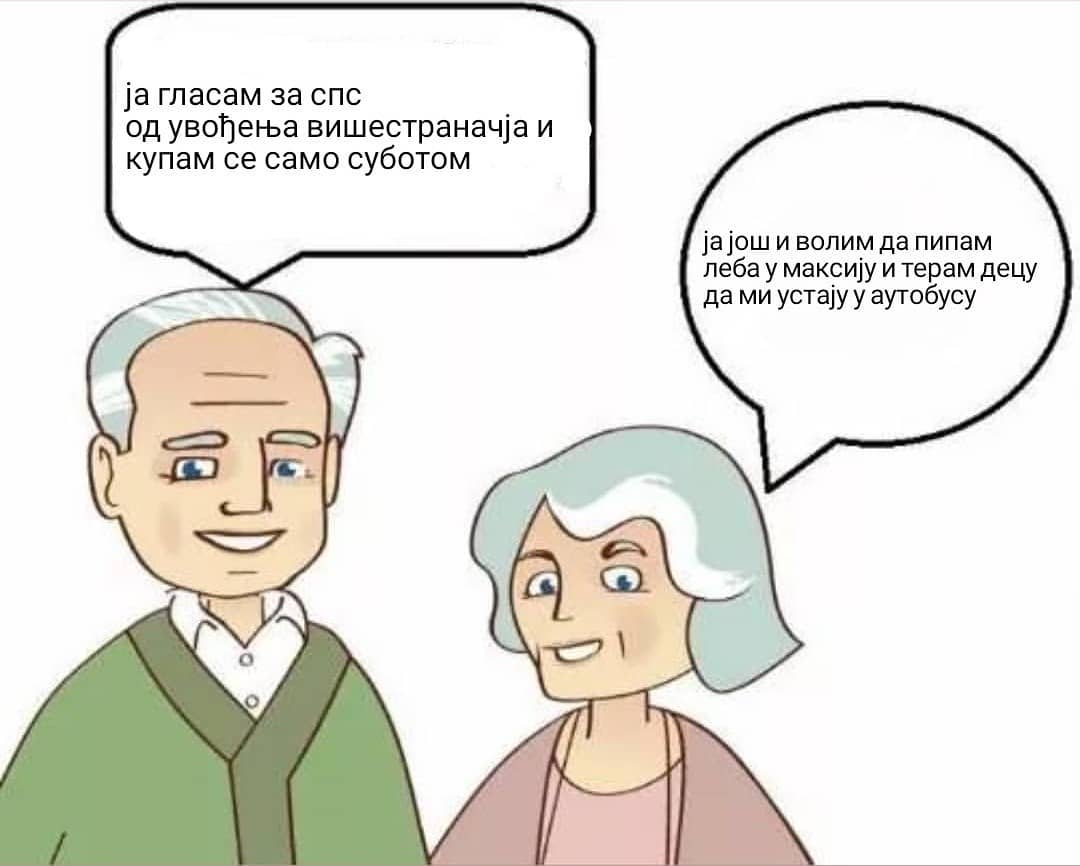 ја гласам за спс
од увођења вишестраначја и
купам се само суботом
ја још и волим да пипам
леба у максију и терам децу
да ми устају у аутобусу